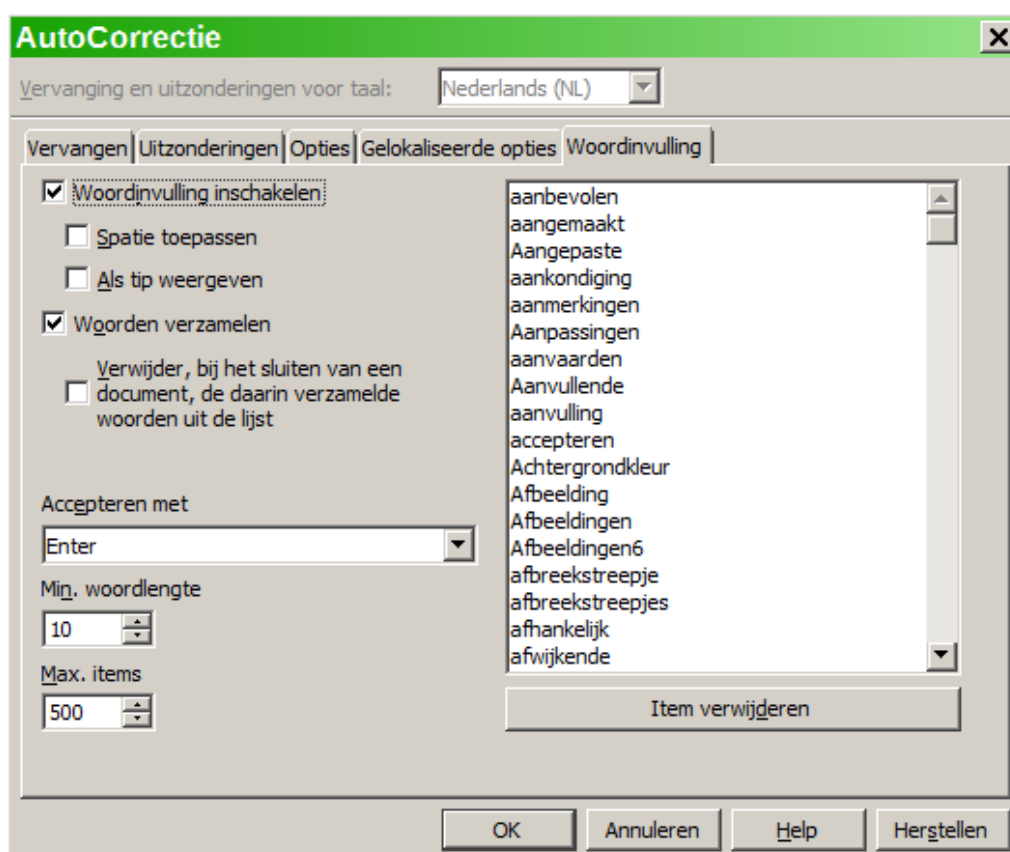 AutoCorrectie
Vervanging en uitzonderingen voor taal: Nederlands (NL)
Vervangen Uitzonderingen Opties Gelokaliseerde opties Woordinvulling
Woordinvulling inschakelen
Spatie toepassen
Als tip weergeven
Woorden verzamelen
Verwijder, bij het sluiten van een
document, de daarin verzamelde
woorden uit de lijst
Accepteren met
Enter
Min. woordlengte
10
Max. items
500
aanbevolen
aangemaakt
Aangepaste
aankondiging
aanmerkingen
Aanpassingen
aanvaarden
Aanvullende
aanvulling
accepteren
Achtergrondkleur
Afbeelding
Afbeeldingen
Afbeeldingen6
afbreekstreepje
afbreekstreepjes
afhankelijk
afwijkende
Item verwijderen
OK Annuleren Help Herstellen